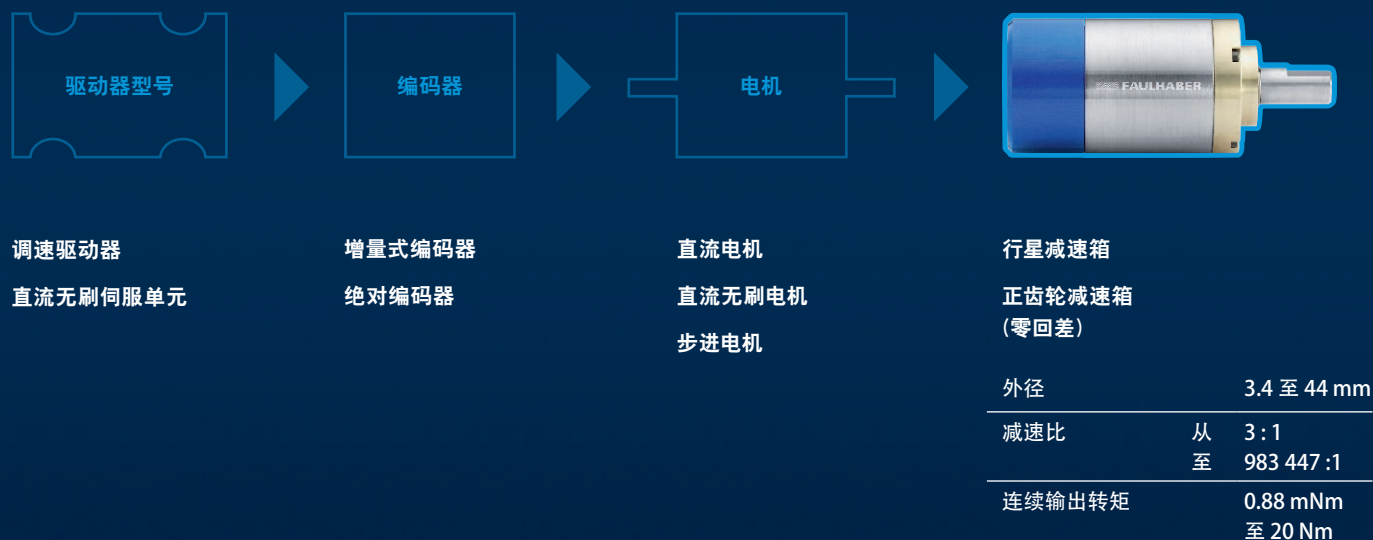 驱动器型号
编码器
电机
FAULHABER
调速驱动器
直流无刷伺服单元
增量式编码器
绝对编码器
直流电机
直流无刷电机
步进电机
行星减速箱
正齿轮减速箱
(零回差)
外径 3.4 至 44 mm
减速比 从 3 : 1
至 983 447 :1
连续输出转矩 0.88 mNm
至 20 Nm